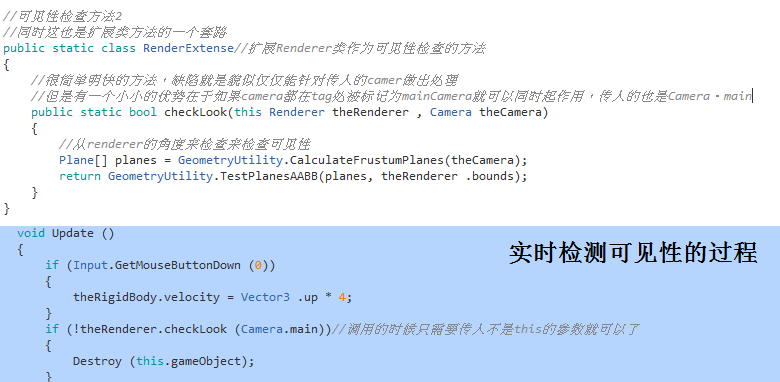 //可见性检查方法2
//同时这也是扩展类方法的一个套路
public static class RenderExtense//扩展Renderer类作为可见性检查的方法
{
//很简单明快的方法，缺陷就是貌似仅仅能针对传人的camer做出处理
//但是有一个小小的优势在于如果camera都在tag处被标记为mainCamera就可以同时起作用，传人的也是Camera·main
public static bool checkLook(this Renderer theRenderer , Camera theCamera)
{
//从renderer的角度来检查来检查可见性
Plane[] planes = GeometryUtility.CalculateFrustumPlanes(theCamera);
return GeometryUtility.TestPlanesAABB(planes, theRenderer .bounds);
}
}
void Update ()
实时检测可见性的过程
{
if (Input.GetMouseButtonDown (0))
{
theRigidBody.velocity = Vector3 .up * 4;
}
if (!theRenderer.checkLook (Camera.main))//调用的时候只需要传人不是this的参数就可以了
{
Destroy (this.gameObject);
}